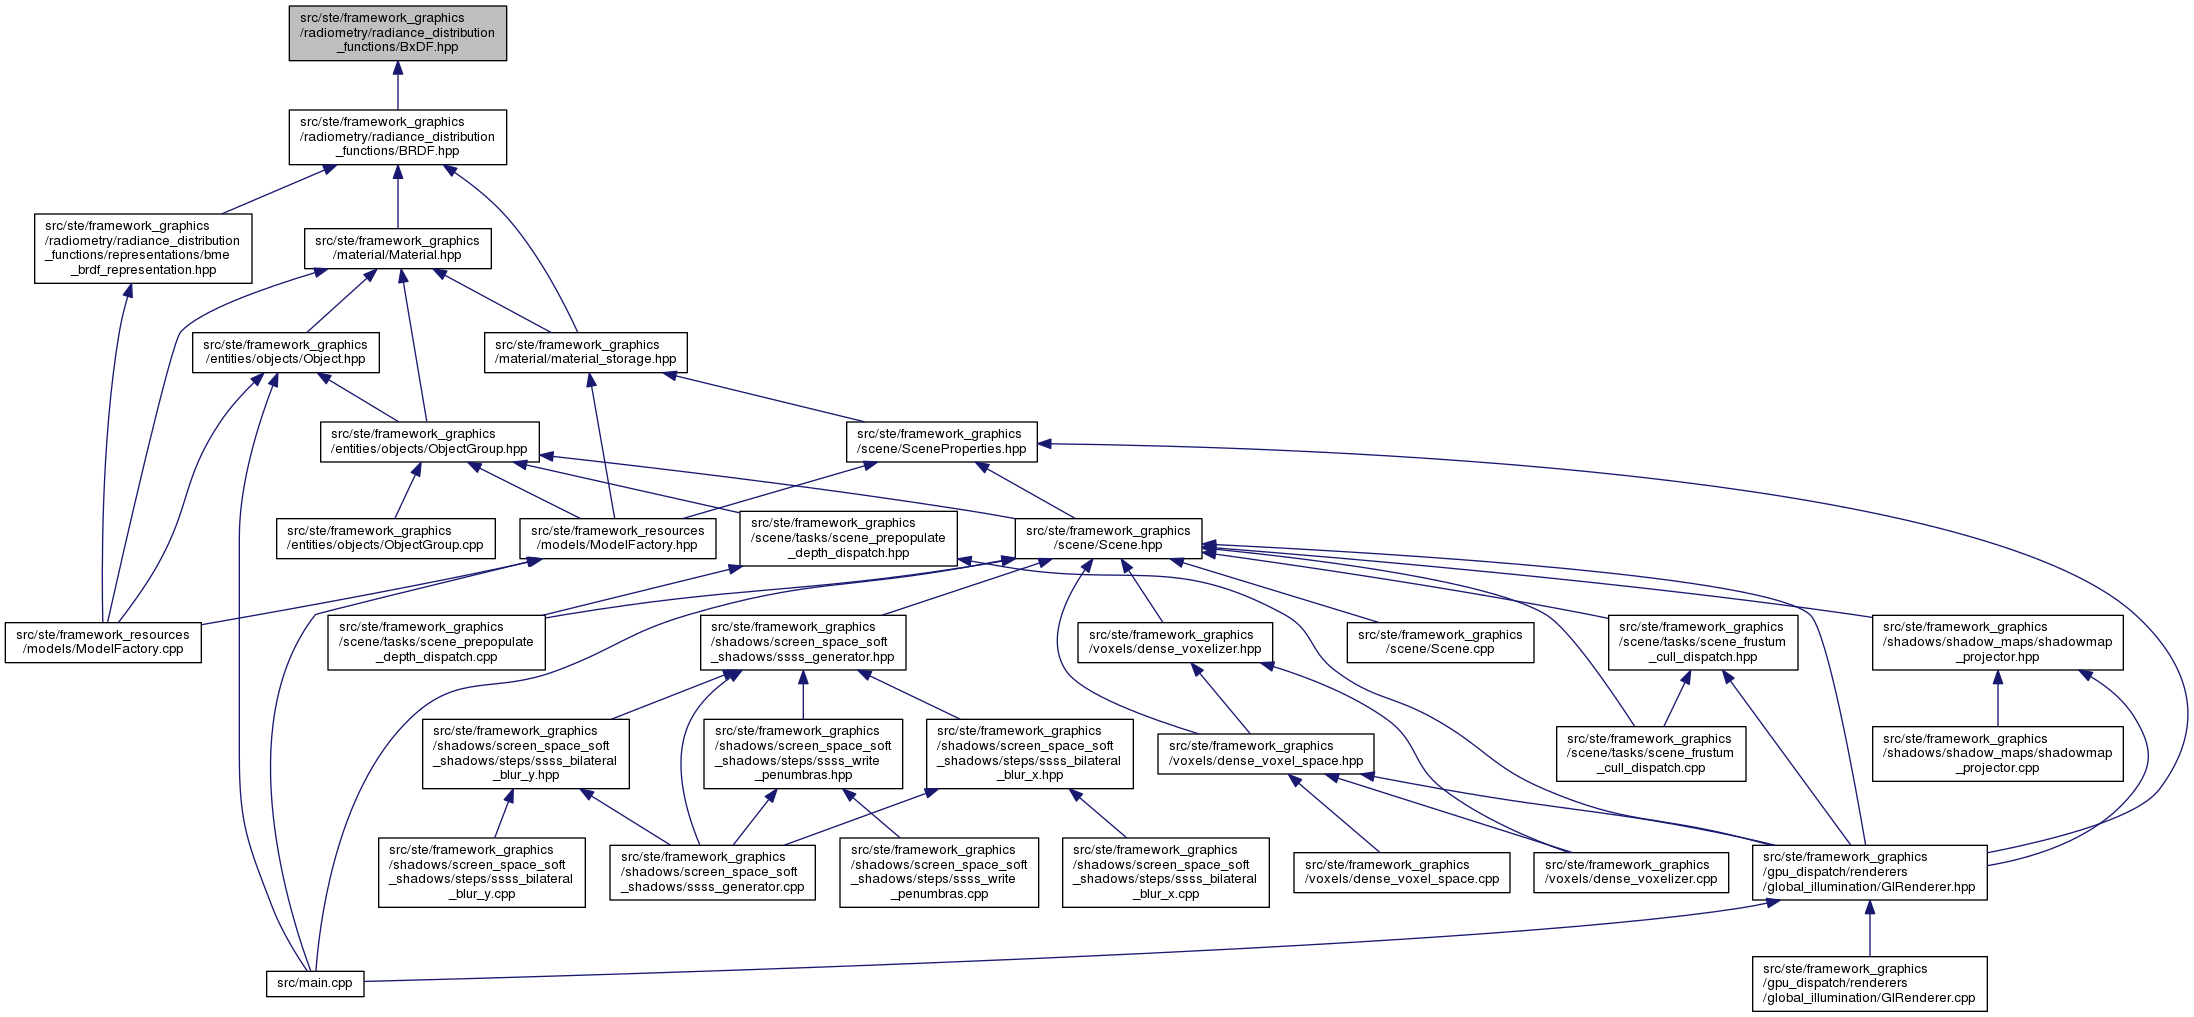 src/ste/framework_graphics
/radiometry/radiance_distribution
_functions/BxDF.hpp
src/ste/framework_graphics
/radiometry/radiance_distribution
_functions/BRDF.hpp
src/ste/framework_graphics
/radiometry/radiance_distribution
_functions/representations/bme
_brdf_representation.hpp
src/ste/framework_graphics
/material/Material.hpp
src/ste/framework_graphics
/entities/objects/Object.hpp
src/ste/framework_graphics
/material/material_storage.hpp
src/ste/framework_graphics
/entities/objects/ObjectGroup.hpp
src/ste/framework_graphics
/scene/SceneProperties.hpp
src/ste/framework_graphics
/entities/objects/ObjectGroup.cpp
src/ste/framework_resources
/models/ModelFactory.hpp
src/ste/framework_graphics
/scene/tasks/scene_prepopulate
_depth_dispatch.hpp
src/ste/framework_graphics
/scene/Scene.hpp
src/ste/framework_resources
/models/ModelFactory.cpp
src/ste/framework_graphics
/scene/tasks/scene_prepopulate
_depth_dispatch.cpp
src/ste/framework_graphics
/shadows/screen_space_soft
_shadows/ssss_generator.hpp
src/ste/framework_graphics
/voxels/dense_voxelizer.hpp
src/ste/framework_graphics
/scene/Scene.cpp
src/ste/framework_graphics
/scene/tasks/scene_frustum
_cull_dispatch.hpp
src/ste/framework_graphics
/shadows/shadow_maps/shadowmap
_projector.hpp
src/ste/framework_graphics
/shadows/screen_space_soft
_shadows/steps/ssss_bilateral
_blur_y.hpp
src/ste/framework_graphics
/shadows/screen_space_soft
_shadows/steps/ssss_write
_penumbras.hpp
src/ste/framework_graphics
/shadows/screen_space_soft
_shadows/steps/ssss_bilateral
_blur_x.hpp
src/ste/framework_graphics
/voxels/dense_voxel_space.hpp
src/ste/framework_graphics
/scene/tasks/scene_frustum
_cull_dispatch.cpp
src/ste/framework_graphics
/shadows/shadow_maps/shadowmap
_projector.cpp
src/ste/framework_graphics
/shadows/screen_space_soft
_shadows/steps/ssss_bilateral
_blur_y.cpp
src/ste/framework_graphics
/shadows/screen_space_soft
_shadows/ssss_generator.cpp
src/ste/framework_graphics
/shadows/screen_space_soft
_shadows/steps/ssss_write
_penumbras.cpp
src/ste/framework_graphics
/shadows/screen_space_soft
_shadows/steps/ssss_bilateral
_blur_x.cpp
src/ste/framework_graphics
/voxels/dense_voxel_space.cpp
src/ste/framework_graphics
/voxels/dense_voxelizer.cpp
src/ste/framework_graphics
/gpu_dispatch/renderers
/global_illumination/GIRenderer.hpp
src/main.cpp
src/ste/framework_graphics
/gpu_dispatch/renderers
/global_illumination/GIRenderer.cpp